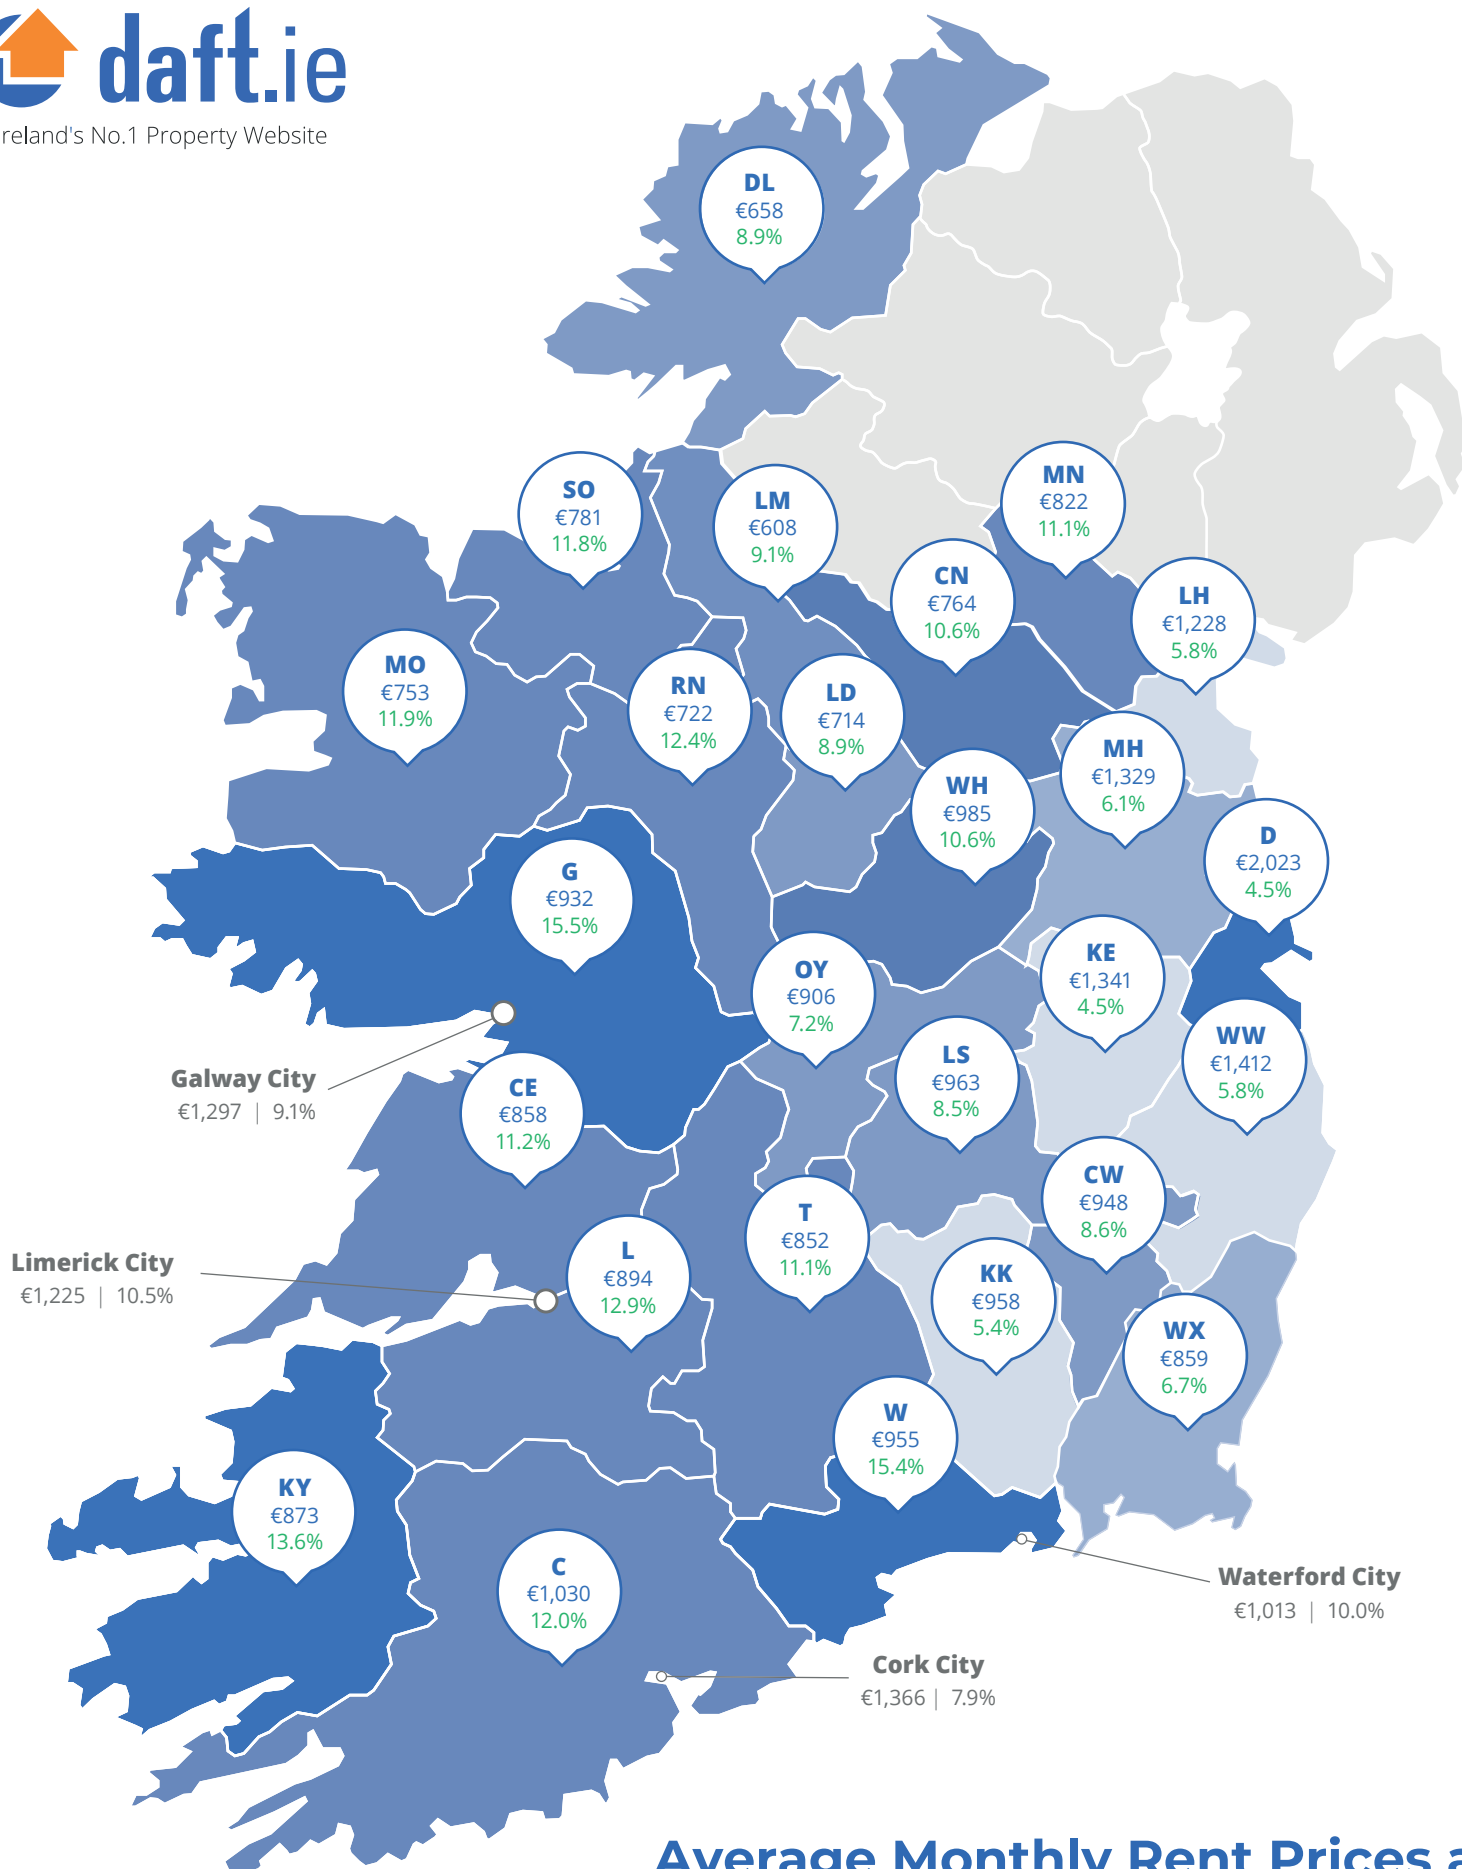 daft.ie
reland's No.1 Property Website
DL
€658
8.9%
SO
€781
11.8%
LM
€608
9.1%
MN
€822
11.1%
CN
€764
10.6%
LH
€1,228
5.8%
MO
€753
11.9%
RN
€722
12.4%
LD
€714
8.9%
MH
€1,329
6.1%
WH
€985
10.6%
D
€2,023
4.5%
G
€932
15.5%
OY
€906
7.2%
KE
€1,341
4.5%
WW
€1,412
5.8%
LS
€963
8.5%
Galway City
€1,297 | 9.1%
CE
€858
11.2%
CW
€948
8.6%
T
€852
11.1%
Limerick City
€1,225 | 10.5%
L
€894
12.9%
KK
€958
5.4%
WX
€859
6.7%
W
€955
15.4%
KY
€873
13.6%
C
€1,030
12.0%
Waterford City
€1,013 | 10.0%
Cork City
€1,366 | 7.9%
Average Monthly Rent Prices a